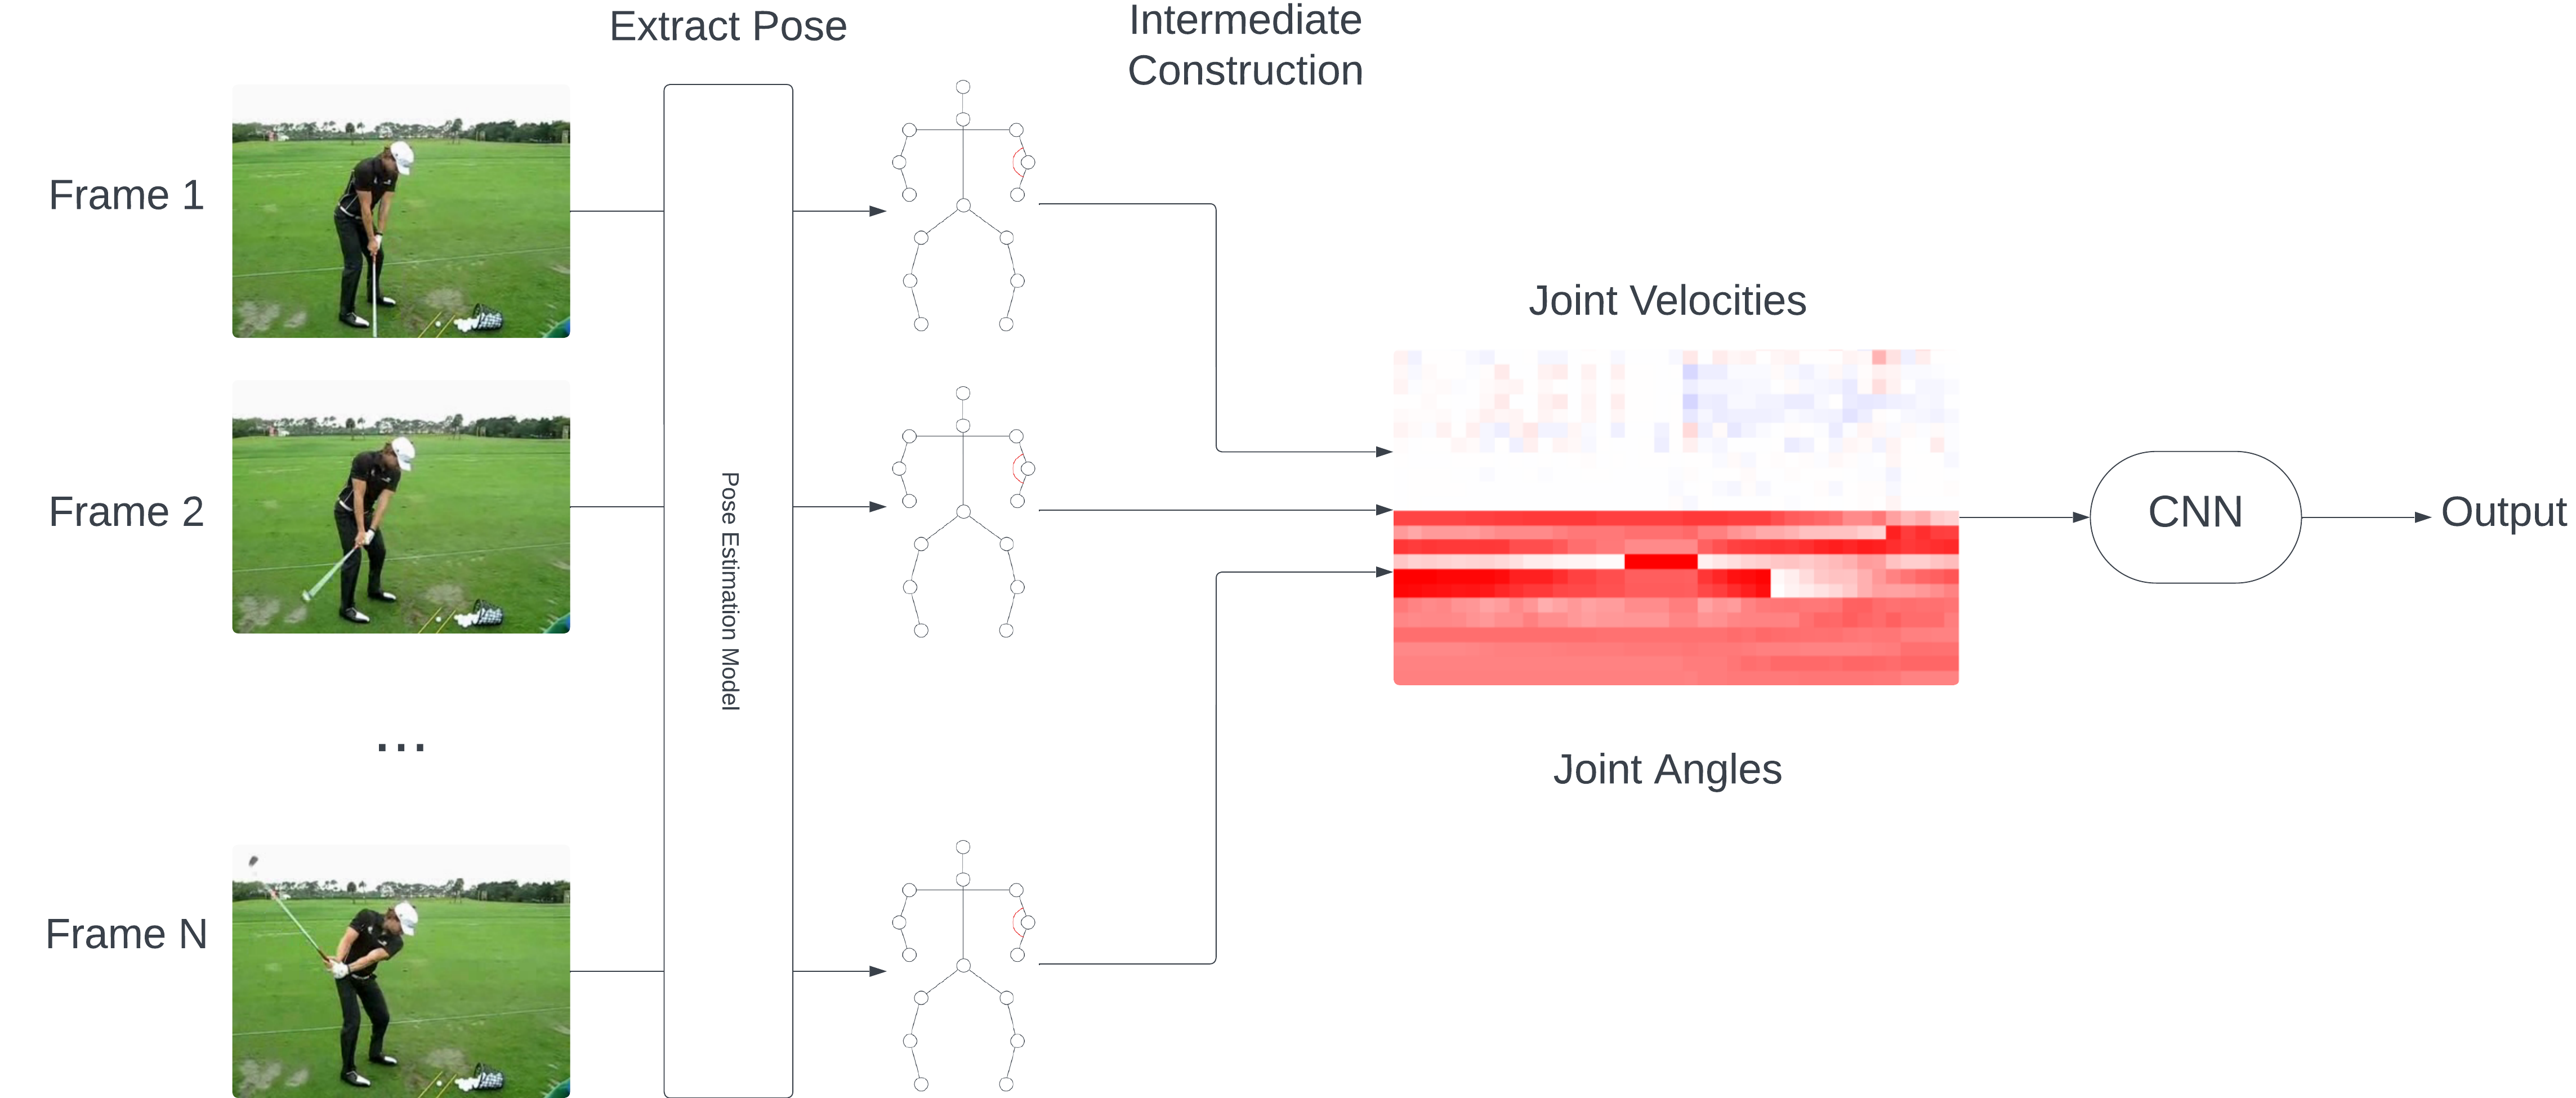 Extract Pose
Intermediate
Construction
Frame 1
Frame 2
...
Frame N
Pose Estimation Model
Joint Velocities
Joint Angles
CNN
Output